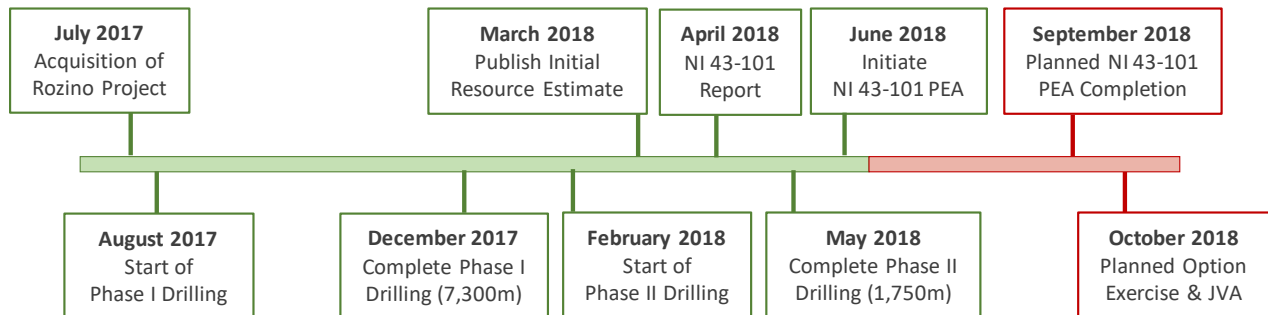 July 2017
Acquisition of
Rozino Project
March 2018
Publish Initial
Resource Estimate
April 2018
NI 43-101
Report
June 2018
Initiate
NI 43-101 PEA
September 2018
Planned NI 43-101
PEA Completion
August 2017
Start of
Phase I Drilling
December 2017
Complete Phase I
Drilling (7,300m)
February 2018
Start of
Phase II Drilling
May 2018
Complete Phase II
Drilling (1,750m)
October 2018
Planned Option
Exercise & JVA